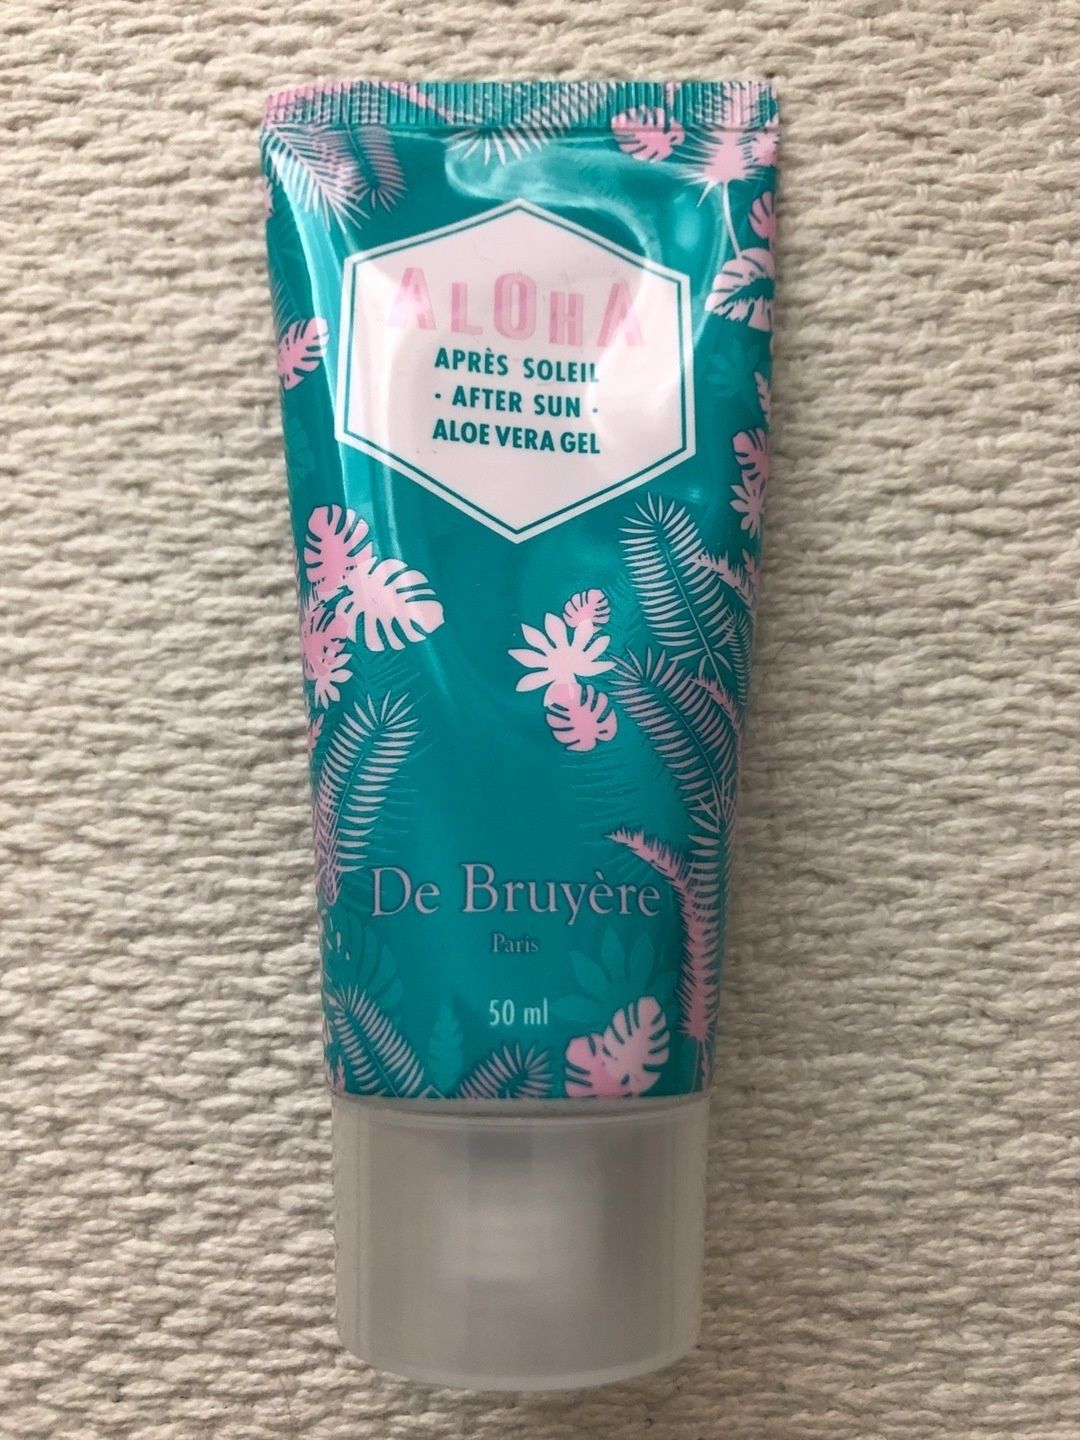 ALOHA
APRÈS SOLEIL
· AFTER SUN ·
ALOE VERA GEL
De Bruyère
Paris
50 ml